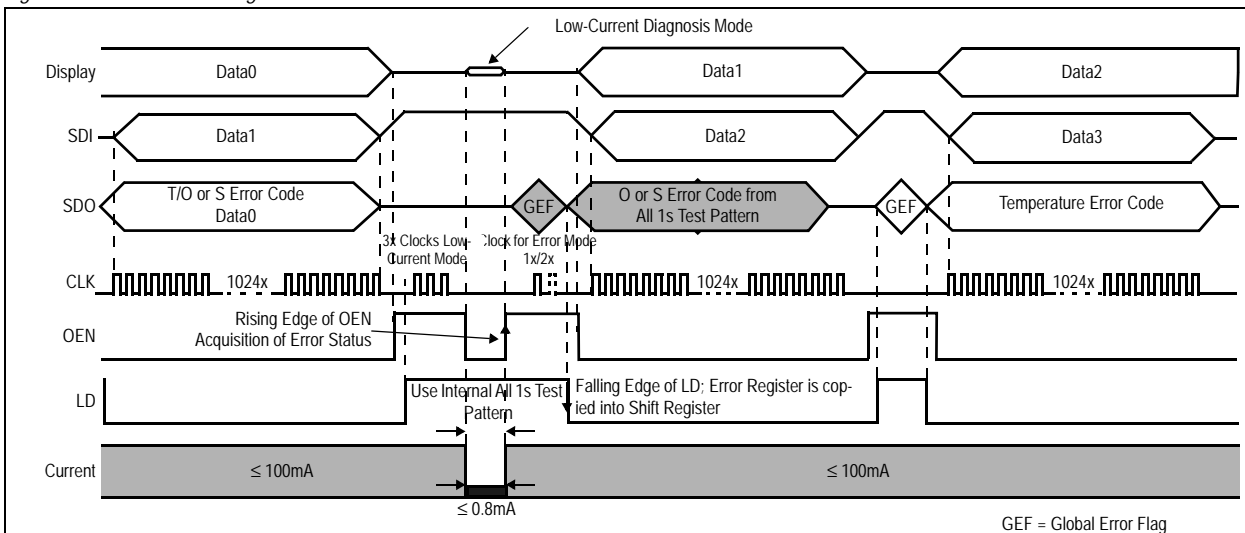 Low-Current Diagnosis Mode
Display
Data0
Data1
Data2
SDI
Data1
Data2
Data3
SDO
T/O or S Error Code
Data0
GEF
O or S Error Code from
All 1s Test Pattern
GEF
Temperature Error Code
3x Clocks Low-
Current Mode
Clock for Error Mode
1x/2x
CLK
1024x
1024x
1024x
OEN
Rising Edge of OEN
Acquisition of Error Status
LD
Use Internal All 1s Test
Pattern
Falling Edge of LD; Error Register is cop-
ied into Shift Register
Current
≤ 100mA
≤ 100mA
≤ 0.8mA
GEF = Global Error Flag